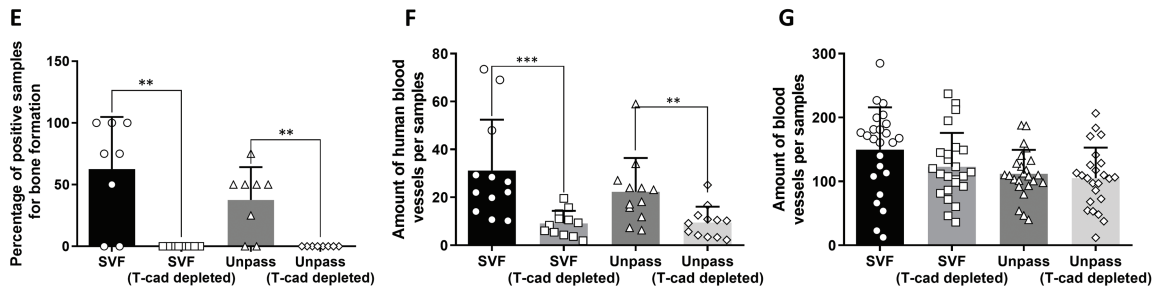 E
Percentage of positive samples
for bone formation
150
100
50
0
**
**
SVF
SVF
(T-cad depleted)
Unpass
Unpass
(T-cad depleted)
F
Amount of human blood
vessels per samples
80
60
40
20
0
***
**
SVF
SVF
(T-cad depleted)
Unpass
Unpass
(T-cad depleted)
G
Amount of blood
vessels per samples
300
200
100
0
SVF
SVF
(T-cad depleted)
Unpass
Unpass
(T-cad depleted)